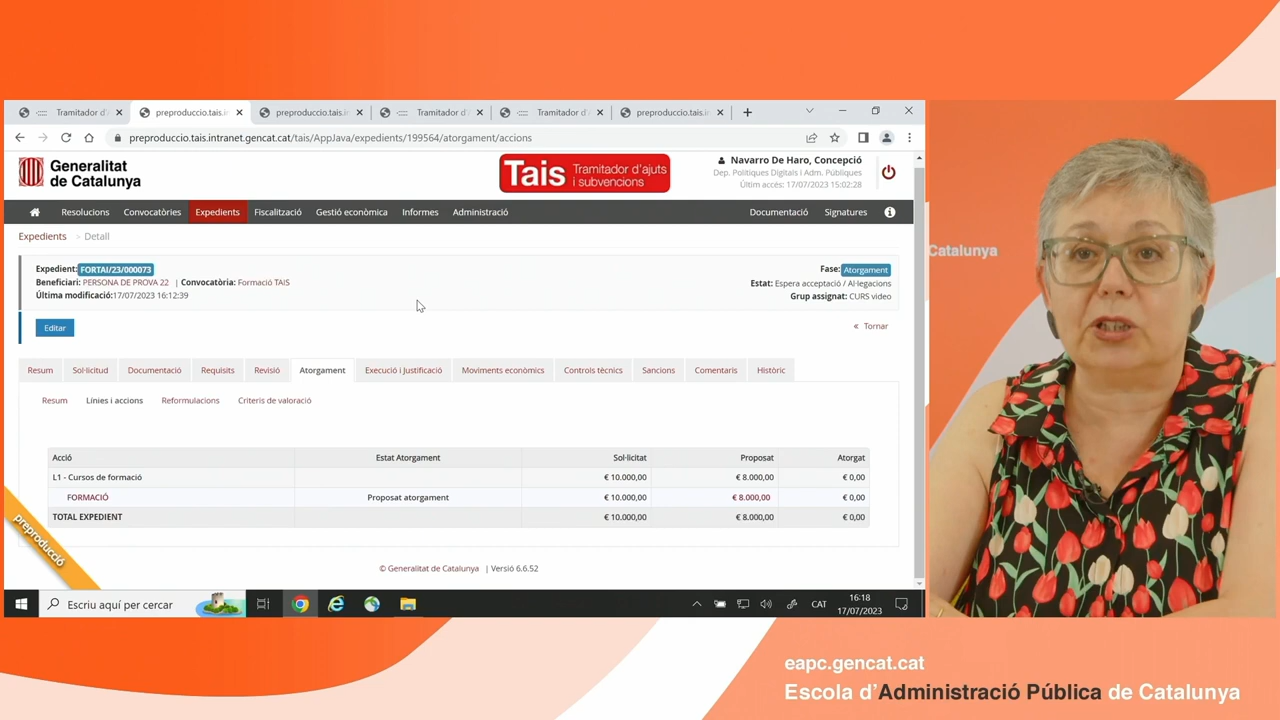 Tramitador d'a
preproduccio.tais.in
preproduccio.tais.in
Tramitador d'a
Tramitador d'a
preproduccio.tais.in
preproduccio.tais.intranet.gencat.cat/tais/AppJava/expedients/199564/atorgament/accions
Generalitat
de Catalunya
Tais Tramitador d'ajuts
i subvencions
Navarro De Haro, Concepció
Dep. Polítiques Digitals i Adm. Públiques
Últim accés: 17/07/2023 15:02:28
Resolucions Convocatòries Expedients Fiscalització Gestió econòmica Informes Administració Documentació Signatures
Expedients > Detall
Expedient: FORTAI/23/000073
Beneficiari: PERSONA DE PROVA 22 | Convocatòria: Formació TAIS
Última modificació:17/07/2023 16:12:39
Fase: Atorgament
Estat: Espera acceptació / Al·legacions
Grup assignat: CURS video
Editar
« Tornar
Resum Sol·licitud Documentació Requisits Revisió Atorgament Execució i Justificació Moviments econòmics Controls tècnics Sancions Comentaris Històric
Resum Línies i accions Reformulacions Criteris de valoració
Acció Estat Atorgament Sol·licitat Proposat Atorgat
L1 - Cursos de formació € 10.000,00 € 8.000,00 € 0,00
FORMACIÓ Proposat atorgament € 10.000,00 € 8.000,00 € 0,00
TOTAL EXPEDIENT € 10.000,00 € 8.000,00 € 0,00
preproducció
© Generalitat de Catalunya | Versió 6.6.52
Escriu aquí per cercar
CAT
16:18
17/07/2023
Catalunya
eapc.gencat.cat
Escola d'Administració Pública de Catalunya